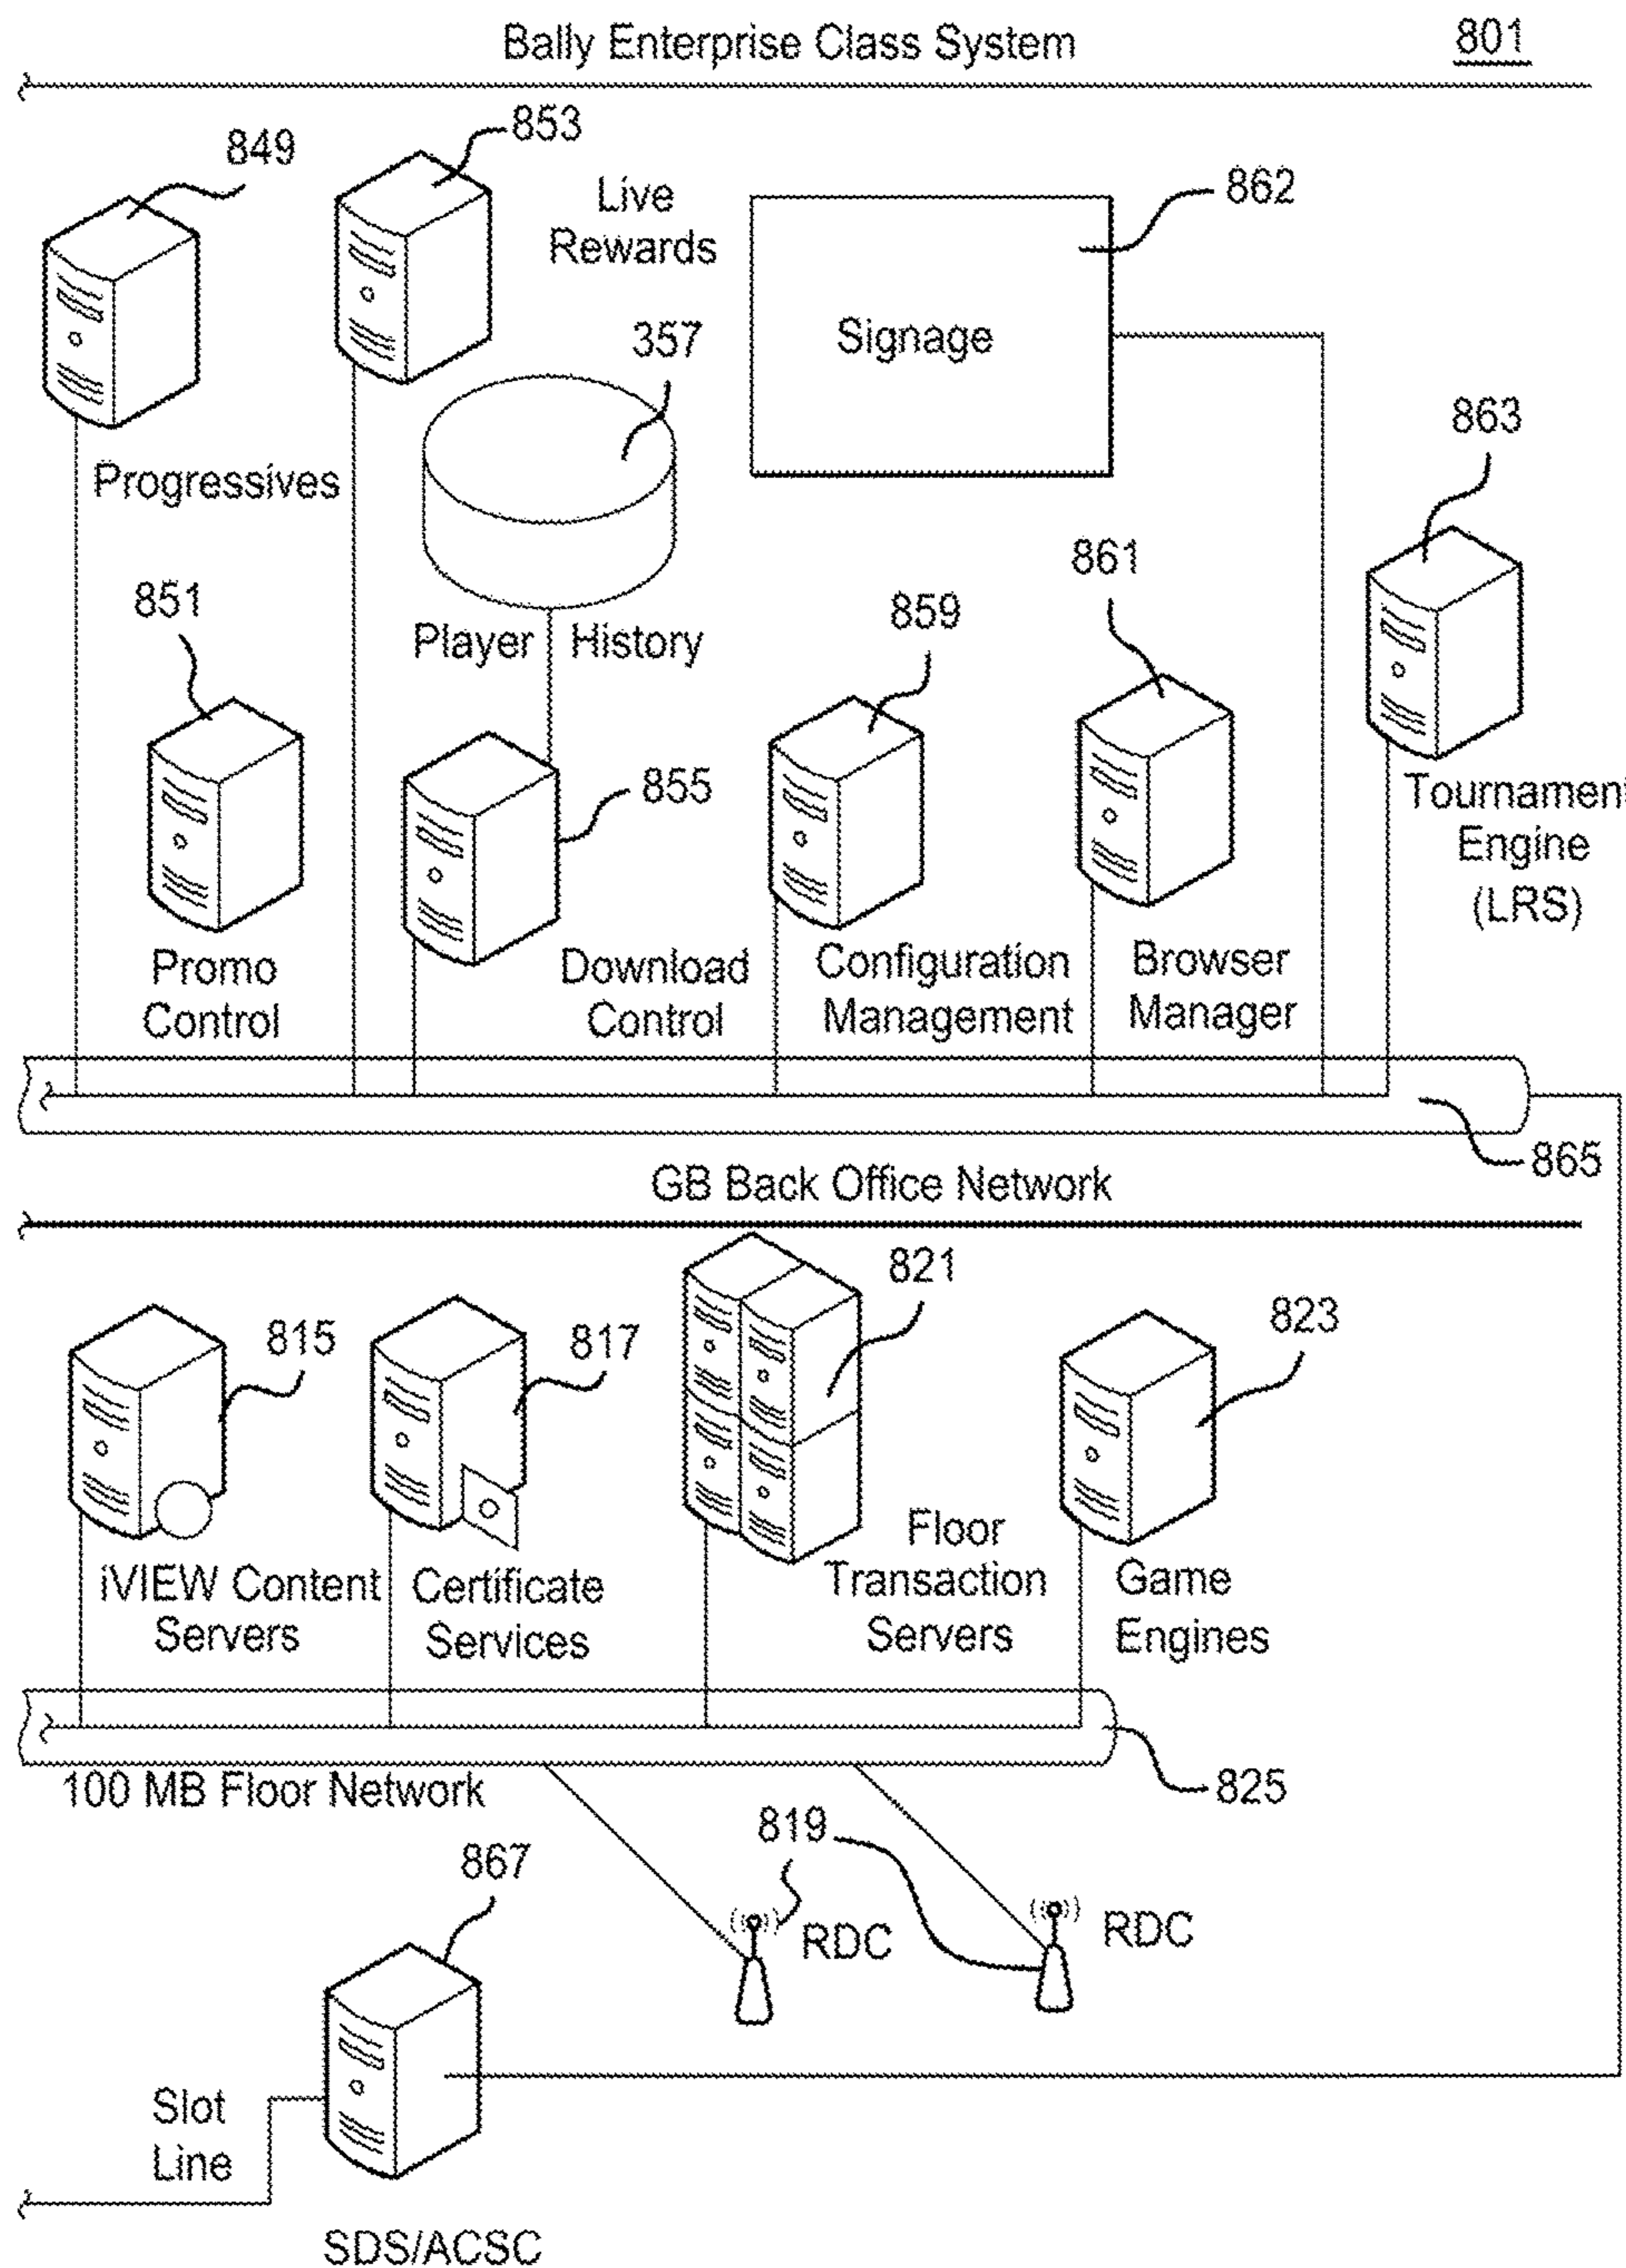 Bally Enterprise Class System
801
849
853
Live
Rewards
862
Signage
357
Progressives
863
851
Player History
859
861
855
Tournament
Engine
(LRS)
Promo
Control
Download
Control
Configuration
Management
Browser
Manager
865
GB Back Office Network
815
817
821
823
iVIEW Content
Servers
Certificate
Services
Floor
Transaction
Servers
Game
Engines
100 MB Floor Network
825
819
867
RDC
RDC
Slot
Line
SDS/ACSC